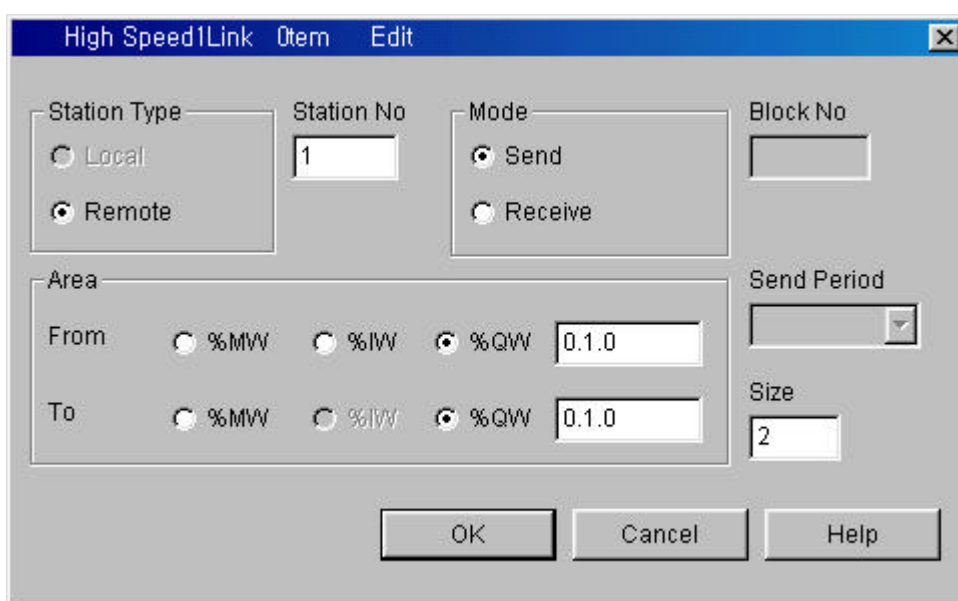 High Speed1Link 0tem Edit
Station Type
Local
Remote
Station No
1
Mode
Send
Receive
Block No
Area
From %MW %IW %QW 0.1.0
To %MW %IW %QW 0.1.0
Send Period
Size
2
OK Cancel Help